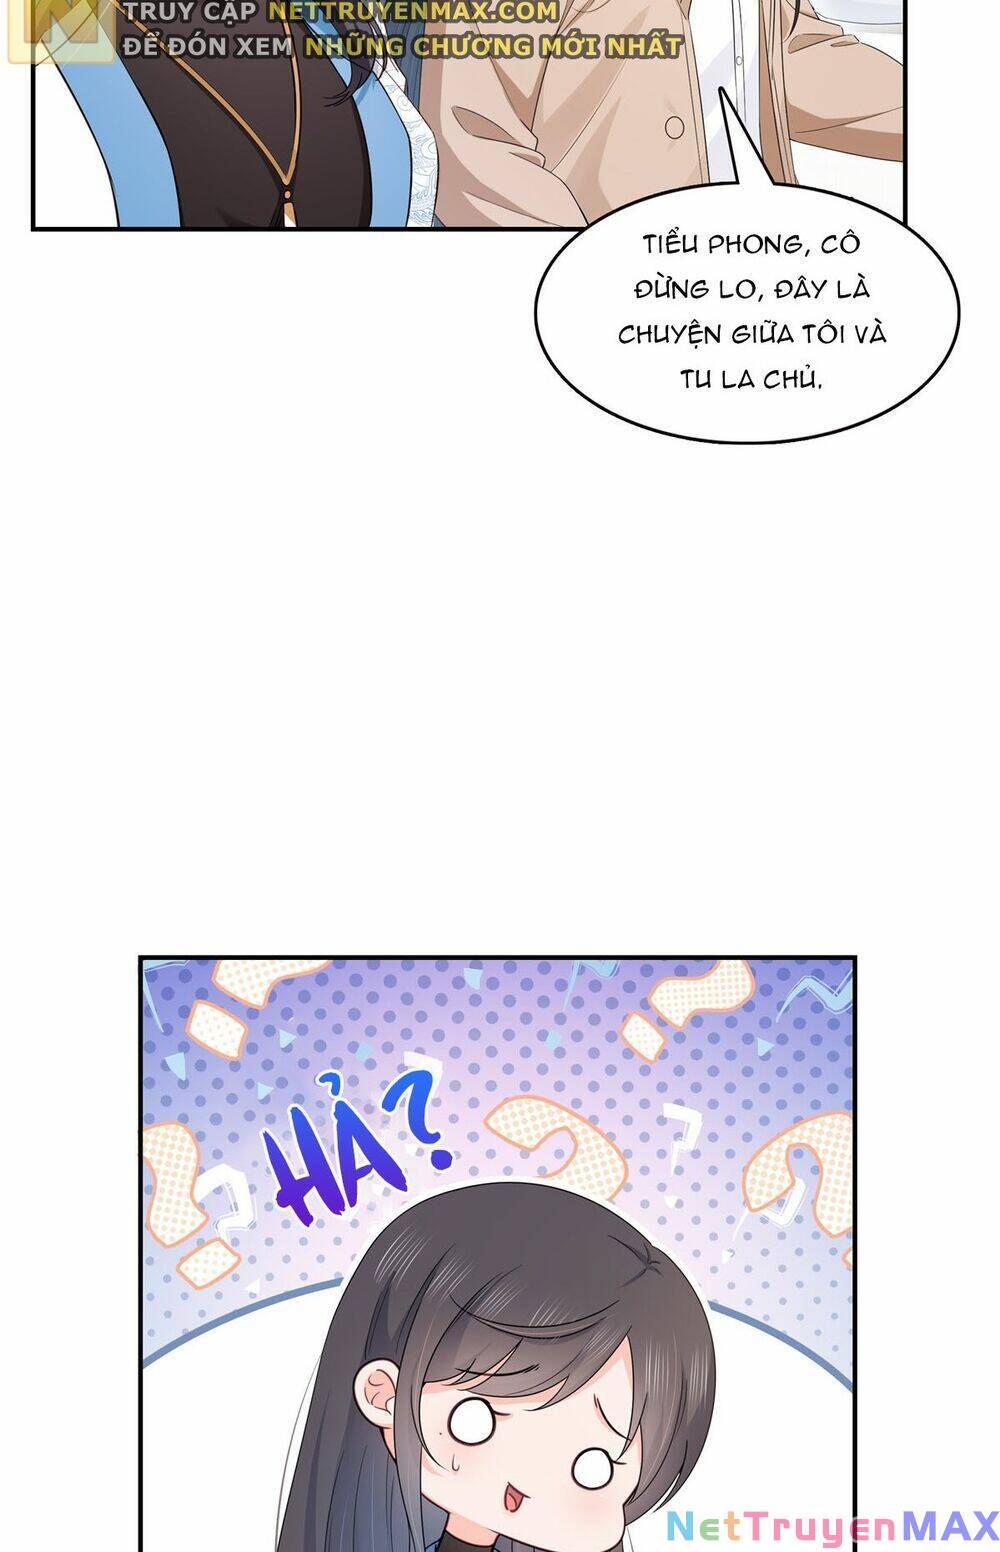 TRUY CẬP NETTRUYENMAX.COM
ĐỂ ĐÓN XEM NHỮNG CHƯƠNG MỚI NHẤT
TIỂU PHONG, CÔ
ĐỪNG LO, ĐÂY LÀ
CHUYỆN GIỮA TÔI VÀ
TU LA CHỦ.
HẢ?
NETTRUYENMAX